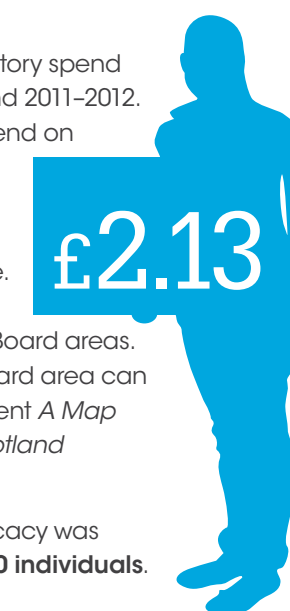 tory spend
nd 2011–2012.
end on
£2.13
e.
Board areas.
ard area can
ent A Map
otland
cacy was
0 individuals.